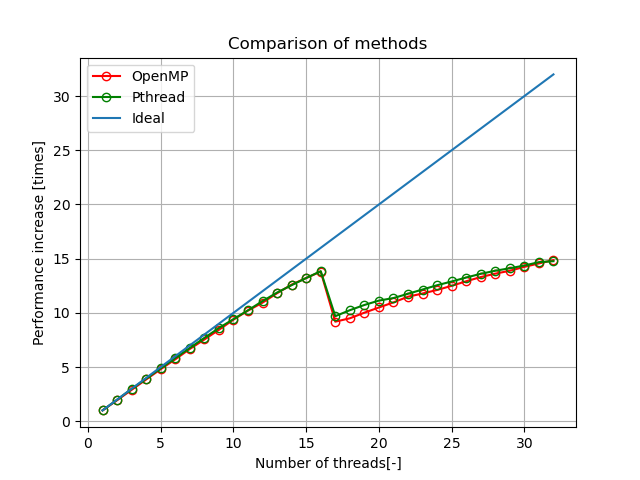 Comparison of methods
OpenMP
Pthread
Ideal
Performance increase [times]
30
25
20
15
10
5
0
0 5 10 15 20 25 30
Number of threads[-]